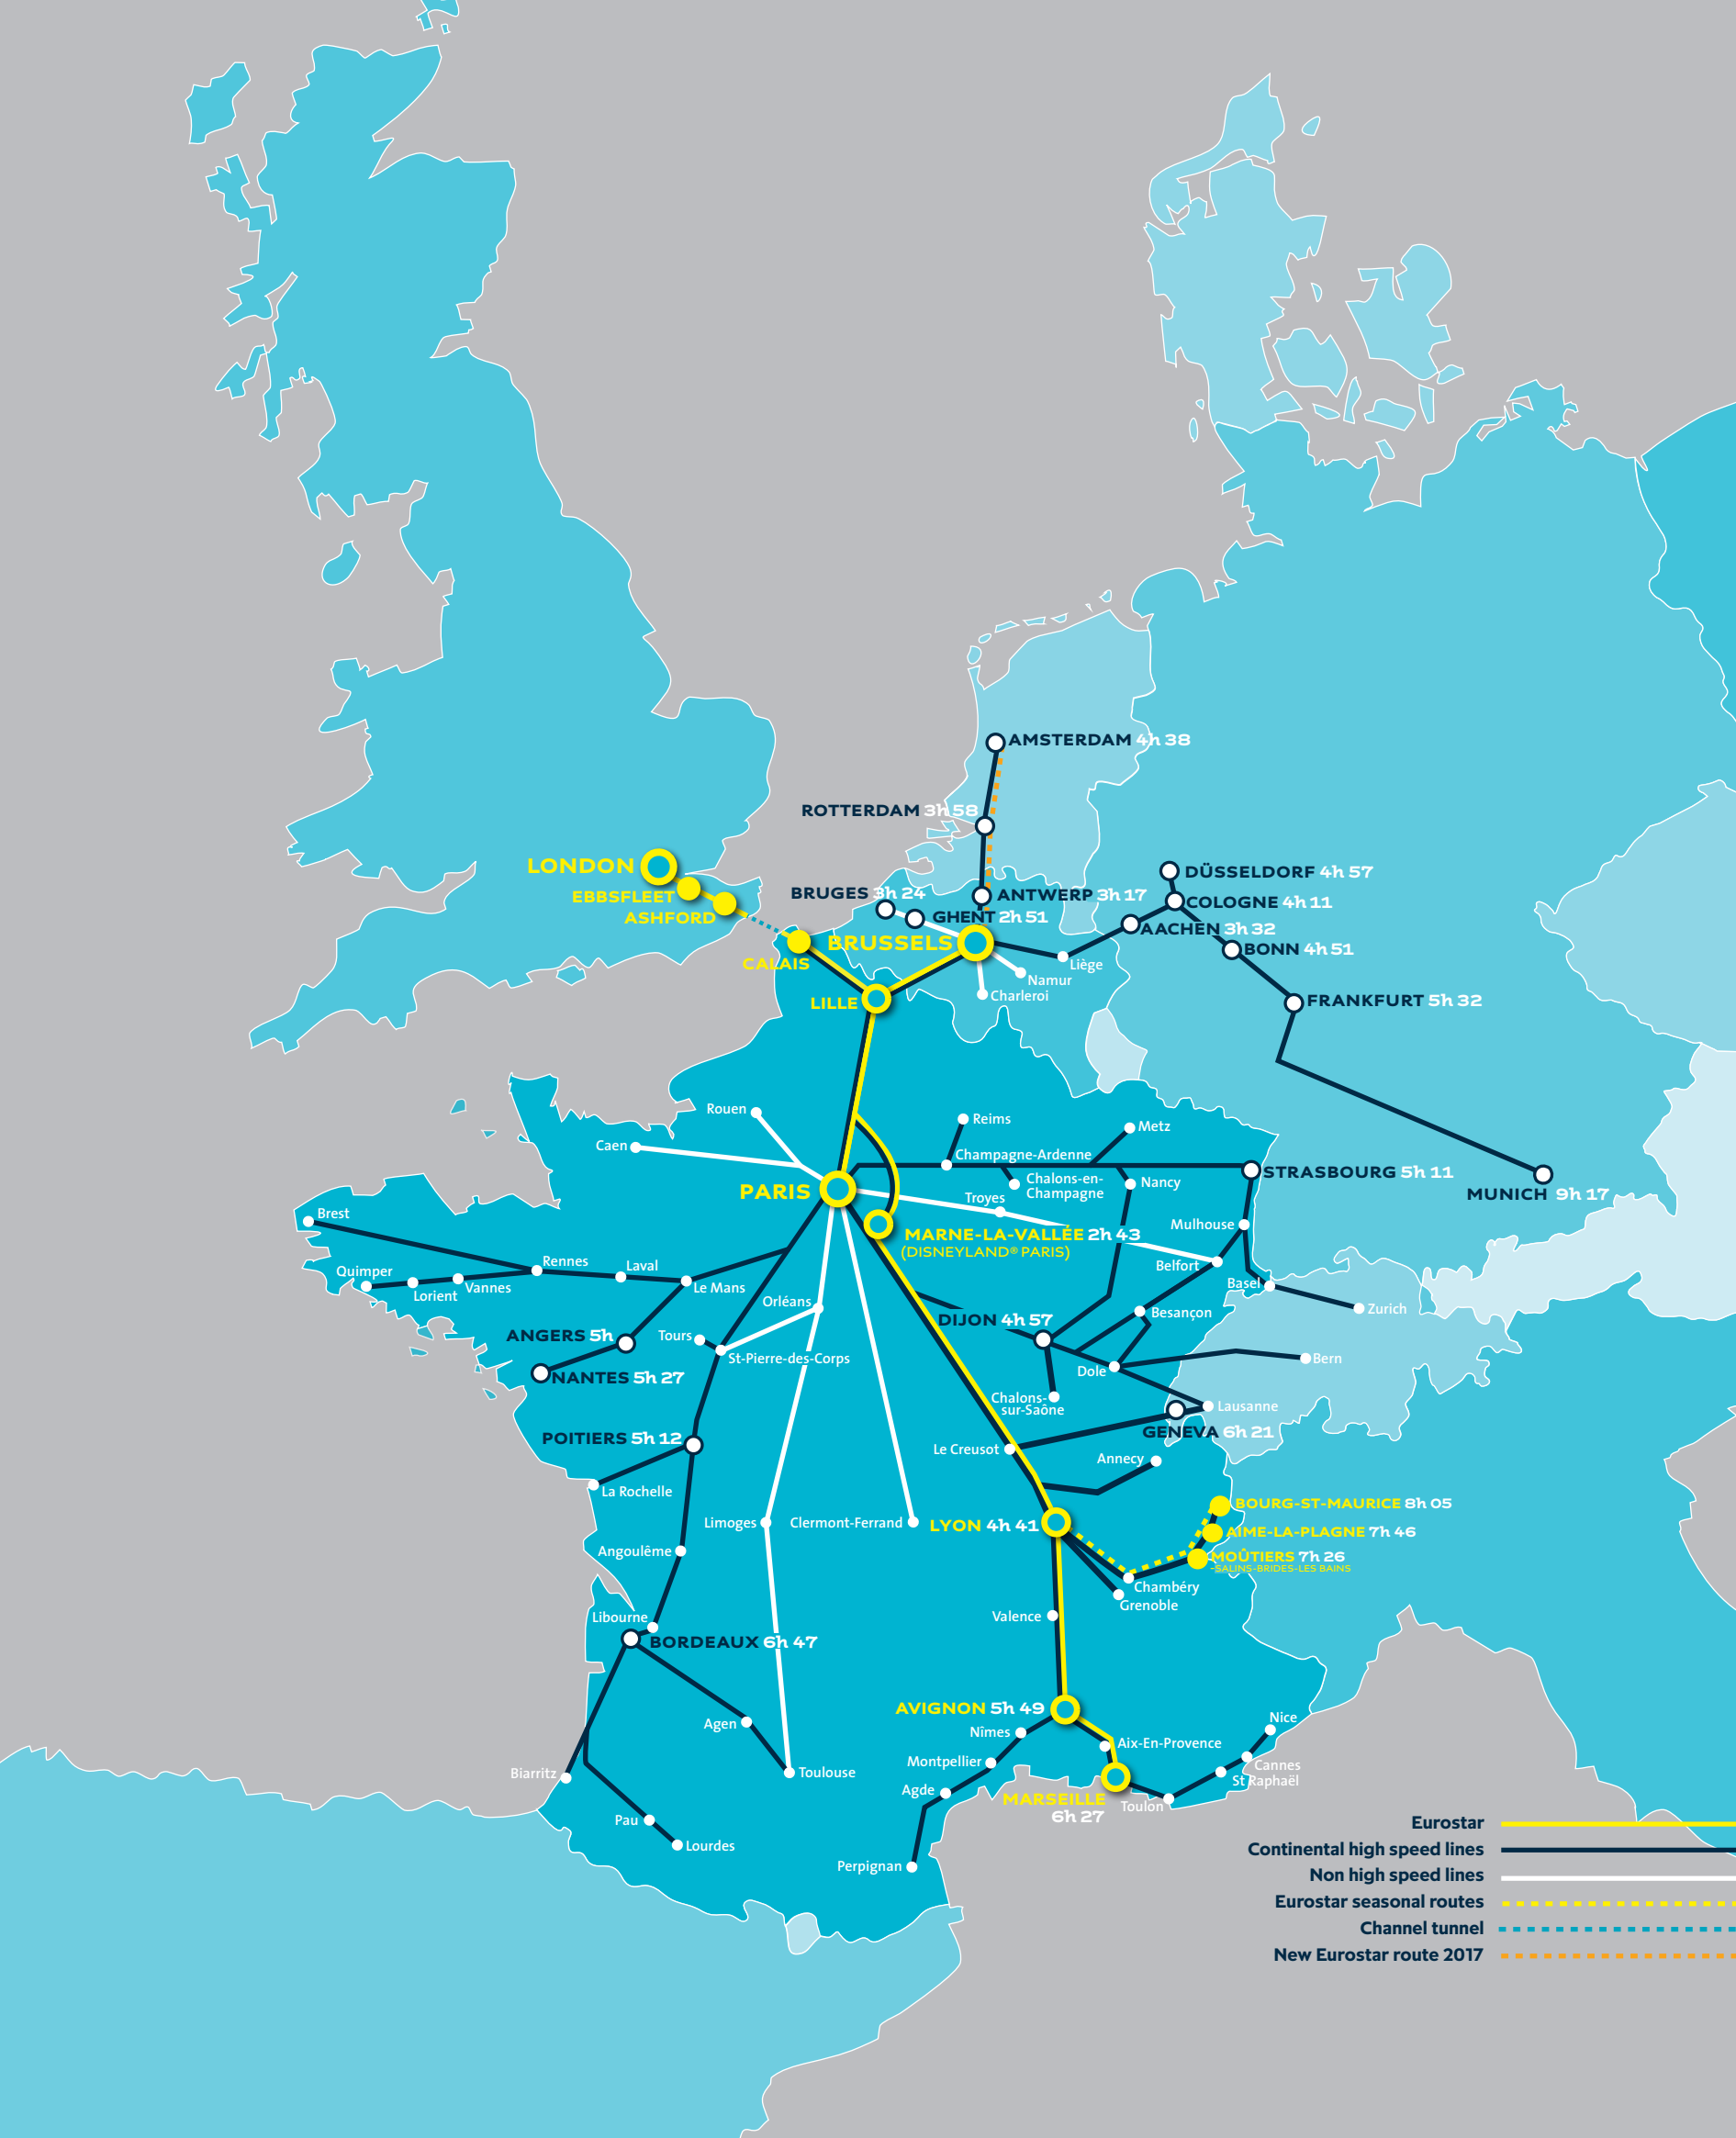 AMSTERDAM 4h 38
ROTTERDAM 3h 58
LONDON
EBBSFLEET
ASHFORD
BRUGES 3h 24
ANTWERP 3h 17
GHENT 2h 51
DÜSSELDORF 4h 57
COLOGNE 4h 11
AACHEN 3h 32
BONN 4h 51
BRUSSELS
CALAIS
Liège
Namur
Charleroi
LILLE
FRANKFURT 5h 32
Rouen
Reims
Metz
Caen
Champagne-Ardenne
STRASBOURG 5h 11
Chalons-en-
Champagne
Nancy
PARIS
Troyes
MUNICH 9h 17
Brest
MARNE-LA-VALLÉE 2h 43
(DISNEYLAND® PARIS)
Mulhouse
Belfort
Rennes
Quimper
Laval
Lorient
Vannes
Le Mans
Basel
Orléans
Zurich
DIJON 4h 57
Besançon
ANGERS 5h
Tours
St-Pierre-des-Corps
NANTES 5h 27
Dole
Bern
Chalons-
sur-Saône
Lausanne
GENEVA 6h 21
POITIERS 5h 12
Le Creusot
Annecy
La Rochelle
BOURG-ST-MAURICE 8h 05
Limoges
Clermont-Ferrand
LYON 4h 41
AIME-LA-PLAGNE 7h 46
Angoulême
MOÛTIERS 7h 26
-SALINS-BRIDES-LES BAINS
Chambéry
Grenoble
Libourne
Valence
BORDEAUX 6h 47
AVIGNON 5h 49
Agen
Nîmes
Nice
Aix-En-Provence
Montpellier
Cannes
Biarritz
Toulouse
St Raphaël
Agde
MARSEILLE
6h 27
Toulon
Pau
Lourdes
Perpignan
Eurostar
Continental high speed lines
Non high speed lines
Eurostar seasonal routes
Channel tunnel
New Eurostar route 2017